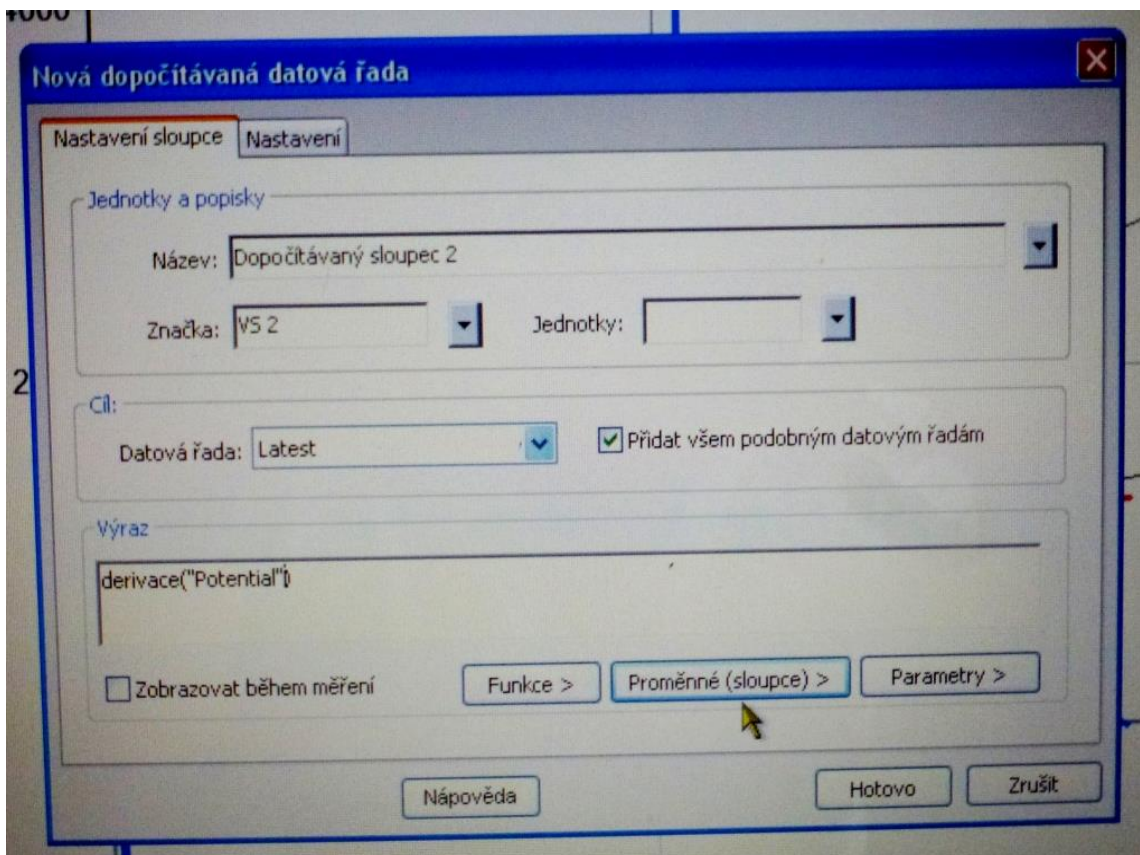 4000
Nová dopočítávaná datová řada
Nastavení sloupce Nastavení
Jednotky a popisky
Název: Dopočítávaný sloupec 2
Značka: VS 2 Jednotky:
2
Cíl:
Datová řada: Latest Přidat všem podobným datovým řadám
Výraz
derivace("Potential")
Zobrazovat během měření Funkce > Proměnné (sloupce) > Parametry >
Nápověda Hotovo Zrušit